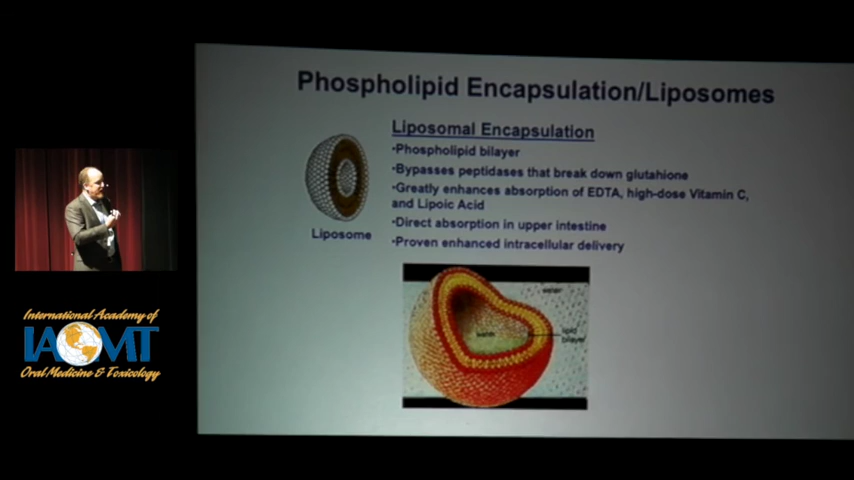 Phospholipid Encapsulation/Liposomes
Liposomal Encapsulation
•Phospholipid bilayer
•Bypasses peptidases that break down glutathione
•Greatly enhances absorption of EDTA, high-dose Vitamin C,
and Lipoic Acid
•Direct absorption in upper intestine
•Proven enhanced intracellular delivery
Liposome
water
water
lipid
bilayer
International Academy of
IAOMT
Oral Medicine & Toxicology